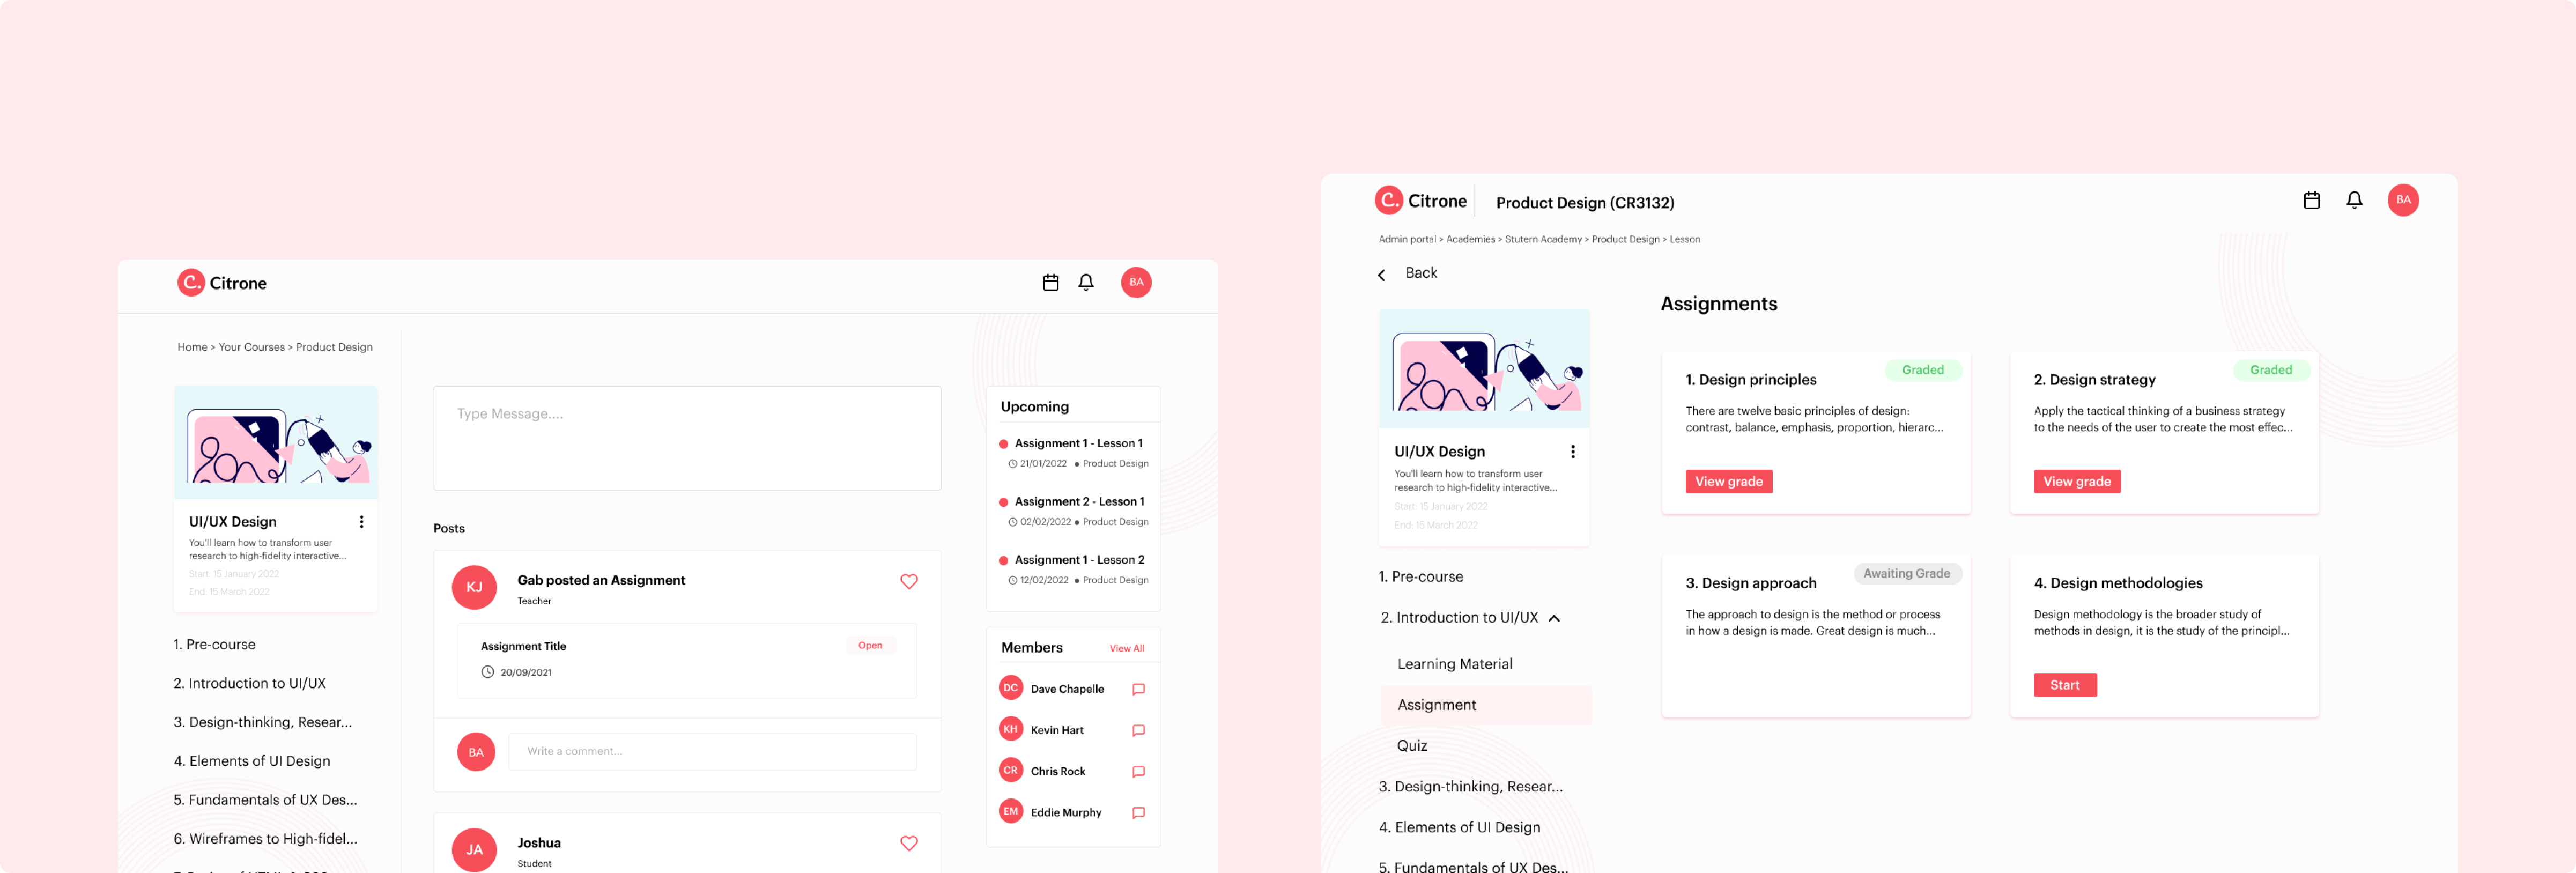 C. Citrone
BA
Home > Your Courses > Product Design
UI/UX Design
You'll learn how to transform user
research to high-fidelity interactive...
Start: 15 January 2022
End: 15 March 2022
1. Pre-course
2. Introduction to UI/UX
3. Design-thinking, Resear...
4. Elements of UI Design
5. Fundamentals of UX Des...
6. Wireframes to High-fidel...
Type Message....
Posts
KJ
Gab posted an Assignment
Teacher
Assignment Title
Open
20/09/2021
BA
Write a comment...
JA
Joshua
Student
Upcoming
Assignment 1 - Lesson 1
21/01/2022 • Product Design
Assignment 2 - Lesson 1
02/02/2022 • Product Design
Assignment 1 - Lesson 2
12/02/2022 • Product Design
Members
View All
DC Dave Chapelle
KH Kevin Hart
CR Chris Rock
EM Eddie Murphy
C. Citrone
Product Design (CR3132)
BA
Admin portal > Academies > Stutern Academy > Product Design > Lesson
Back
UI/UX Design
You'll learn how to transform user
research to high-fidelity interactive...
Start: 15 January 2022
End: 15 March 2022
1. Pre-course
2. Introduction to UI/UX
Learning Material
Assignment
Quiz
3. Design-thinking, Resear...
4. Elements of UI Design
5. Fundamentals of UX Des...
Assignments
Graded
1. Design principles
There are twelve basic principles of design:
contrast, balance, emphasis, proportion, hierarc...
View grade
Graded
2. Design strategy
Apply the tactical thinking of a business strategy
to the needs of the user to create the most effec...
View grade
Awaiting Grade
3. Design approach
The approach to design is the method or process
in how a design is made. Great design is much...
4. Design methodologies
Design methodology is the broader study of
methods in design, it is the study of the principl...
Start